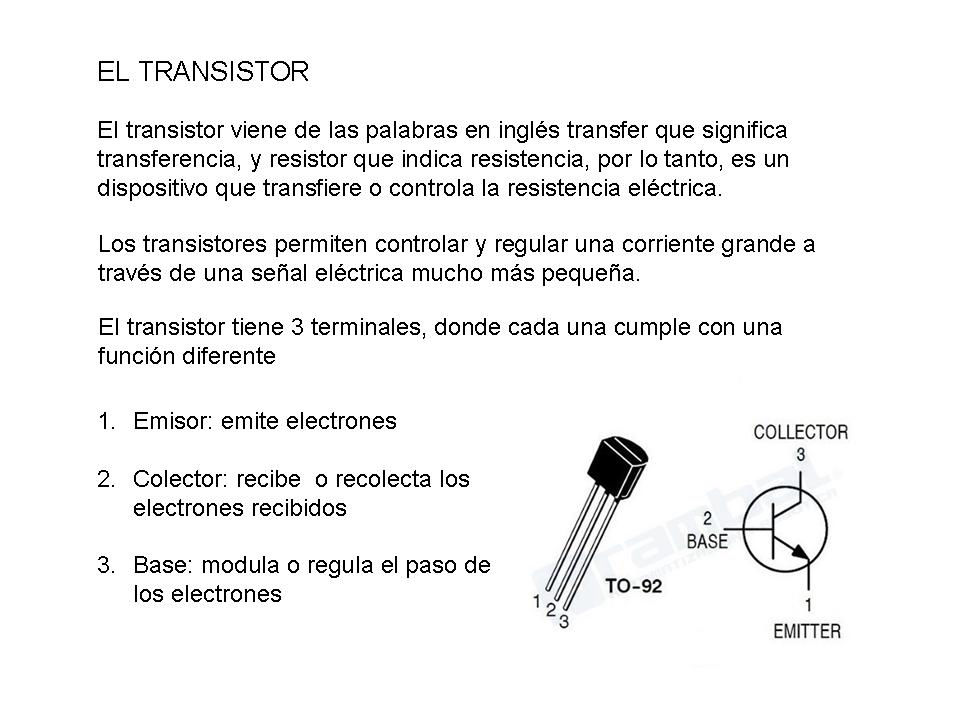 EL TRANSISTOR
El transistor viene de las palabras en inglés transfer que significa
transferencia, y resistor que indica resistencia, por lo tanto, es un
dispositivo que transfiere o controla la resistencia eléctrica.
Los transistores permiten controlar y regular una corriente grande a
través de una señal eléctrica mucho más pequeña.
El transistor tiene 3 terminales, donde cada una cumple con una
función diferente
1. Emisor: emite electrones
2. Colector: recibe o recolecta los
electrones recibidos
3. Base: modula o regula el paso de
los electrones
COLLECTOR
3
2
BASE
1
EMITTER
TO-92
1
2
3
rambal